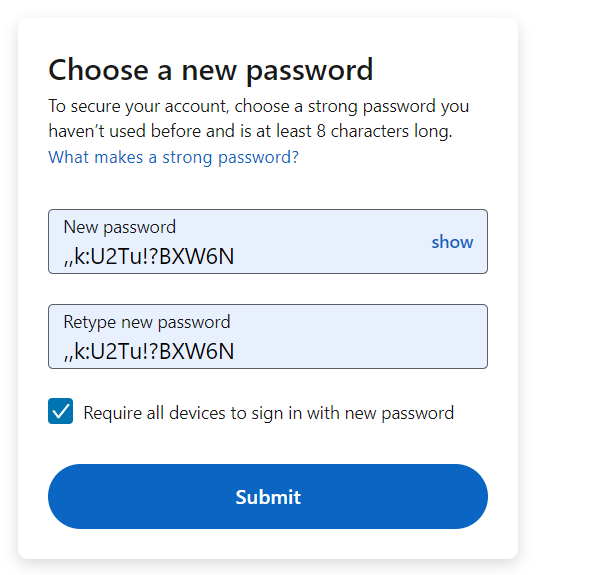 Choose a new password
To secure your account, choose a strong password you
haven’t used before and is at least 8 characters long.
What makes a strong password?
New password
,,k:U2Tu!?BXW6N
show
Retype new password
,,k:U2Tu!?BXW6N
Require all devices to sign in with new password
Submit